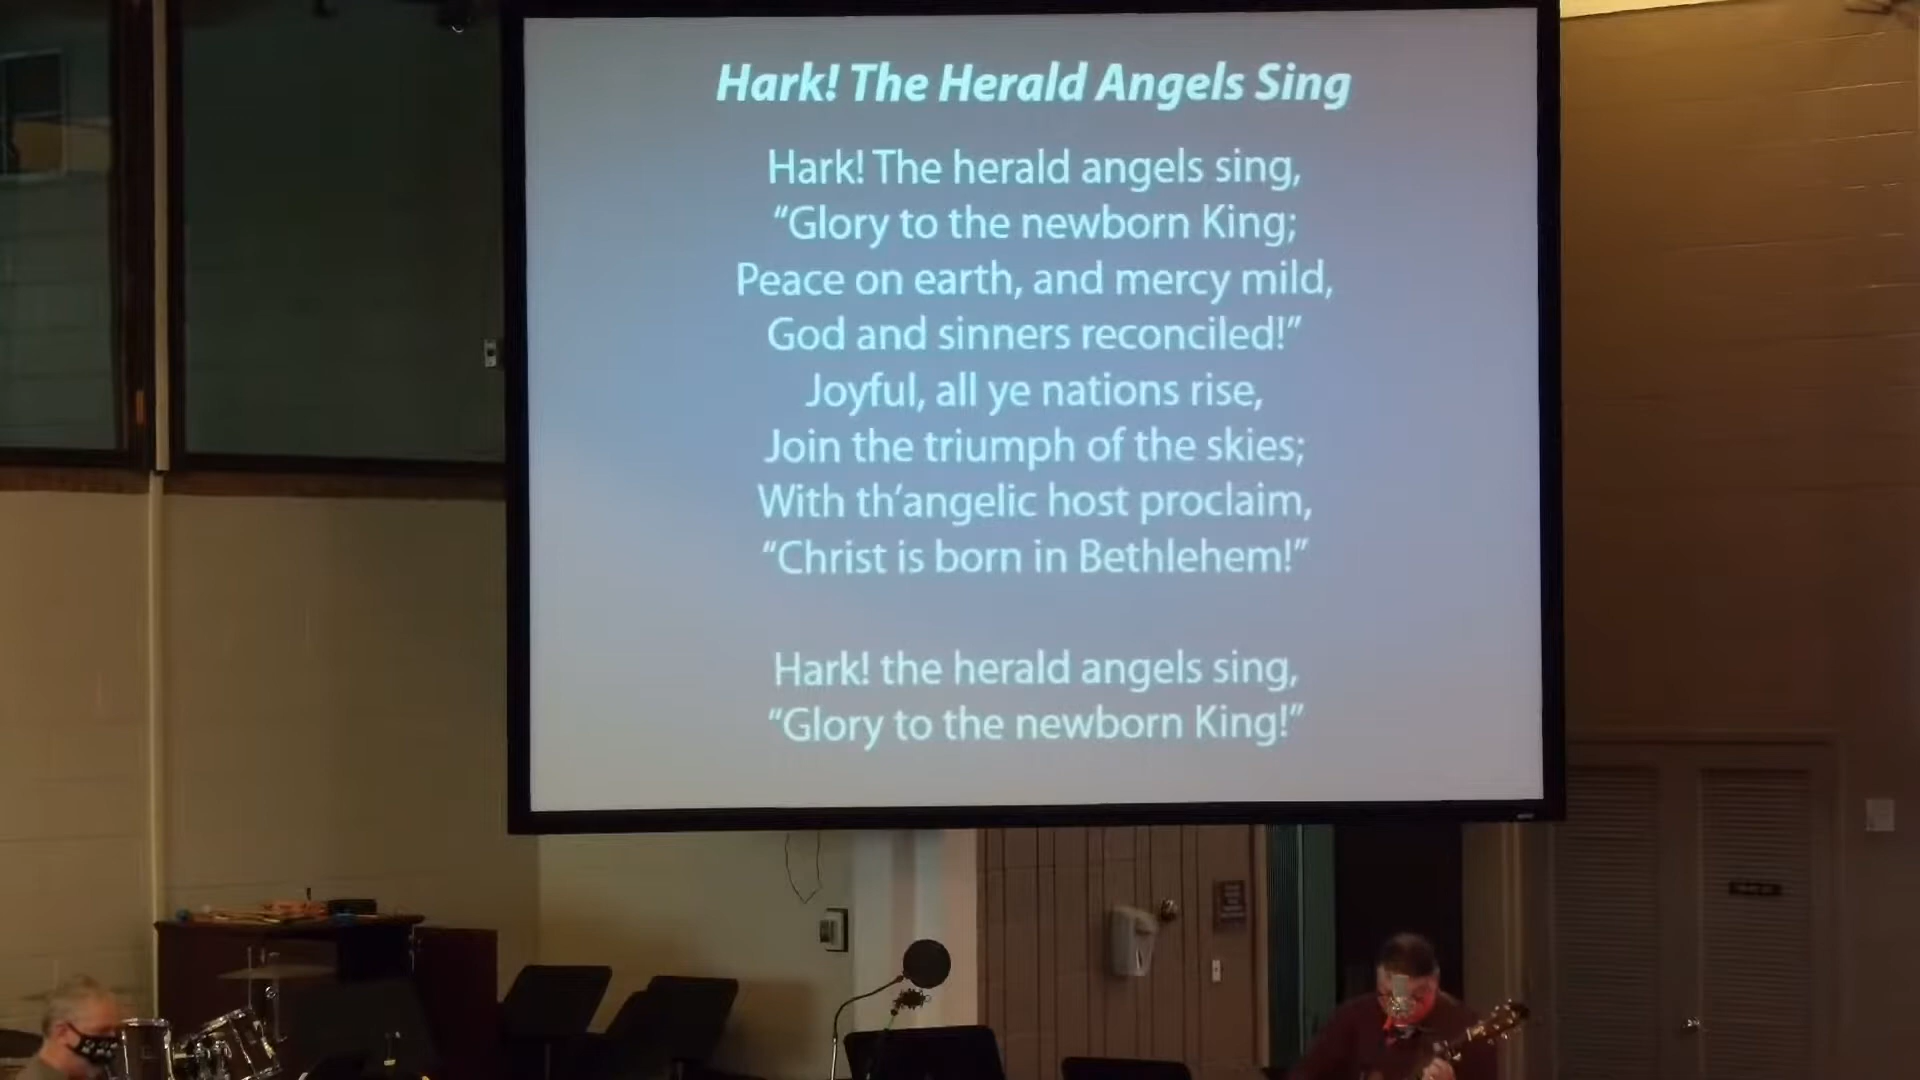 Hark! The Herald Angels Sing
Hark! The herald angels sing,
“Glory to the newborn King;
Peace on earth, and mercy mild,
God and sinners reconciled!”
Joyful, all ye nations rise,
Join the triumph of the skies;
With th’angelic host proclaim,
“Christ is born in Bethlehem!”
Hark! the herald angels sing,
“Glory to the newborn King!”